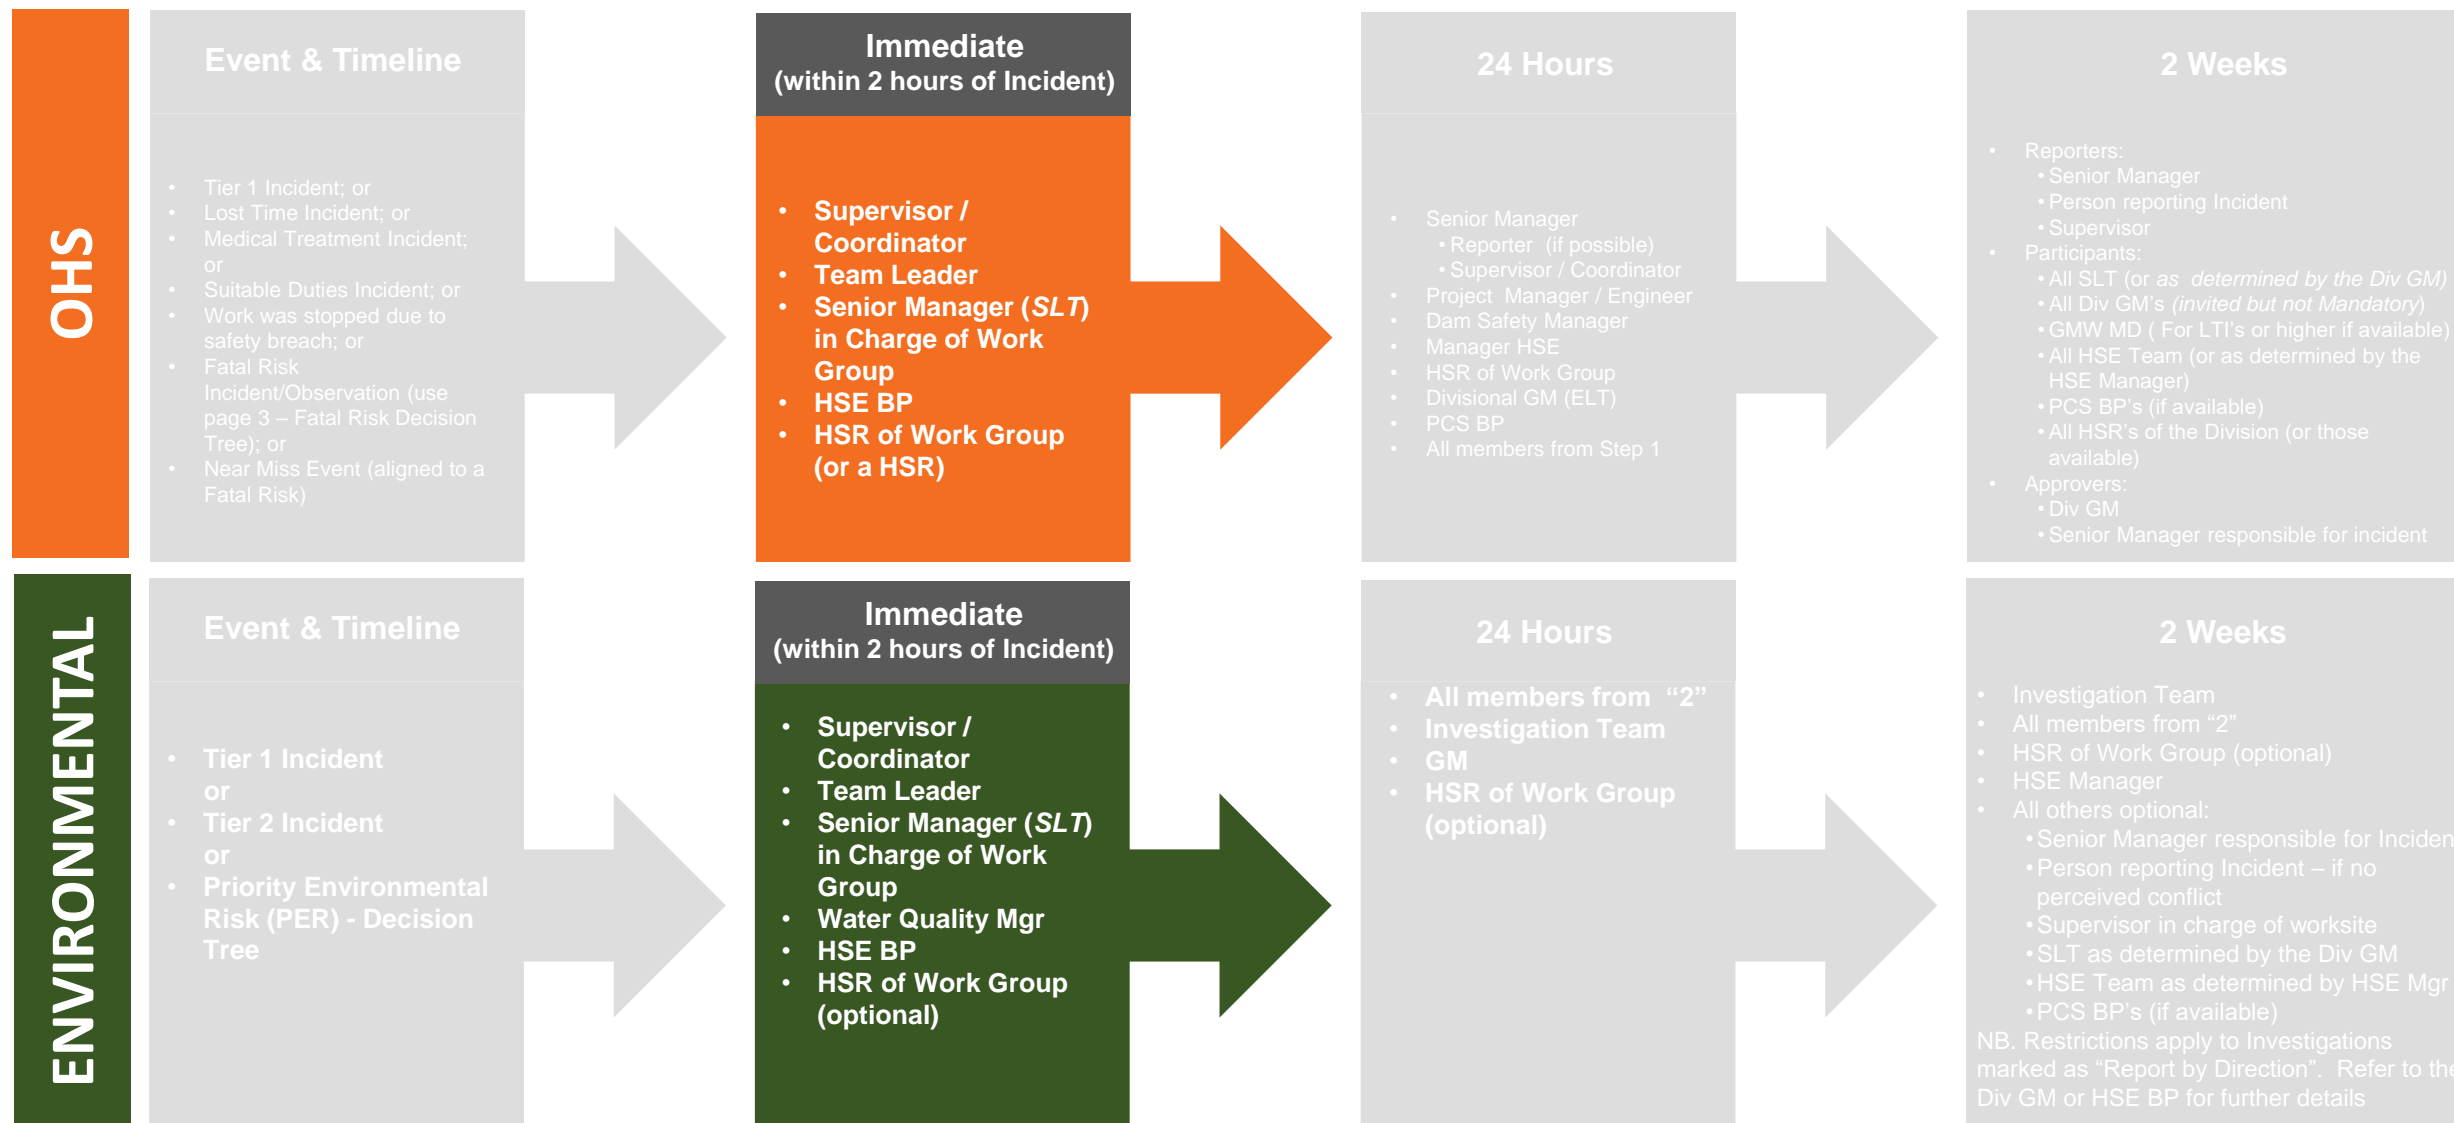 OHS
Event & Timeline
• Tier 1 Incident; or
• Lost Time Incident; or
• Medical Treatment Incident;
or
• Suitable Duties Incident; or
• Work was stopped due to
safety breach; or
• Fatal Risk
Incident/Observation (use
page 3 – Fatal Risk Decision
Tree); or
• Near Miss Event (aligned to a
Fatal Risk)
Immediate
(within 2 hours of Incident)
• Supervisor /
Coordinator
• Team Leader
• Senior Manager (SLT)
in Charge of Work
Group
• HSE BP
• HSR of Work Group
(or a HSR)
24 Hours
• Senior Manager
• Reporter (if possible)
• Supervisor / Coordinator
• Project Manager / Engineer
• Dam Safety Manager
• Manager HSE
• HSR of Work Group
• Divisional GM (ELT)
• PCS BP
• All members from Step 1
2 Weeks
• Reporters:
• Senior Manager
• Person reporting Incident
• Supervisor
• Participants:
• All SLT (or as determined by the Div GM)
• All Div GM's (invited but not Mandatory)
• GMW MD ( For LTI's or higher if available)
• All HSE Team (or as determined by the
HSE Manager)
• PCS BP's (if available)
• All HSR's of the Division (or those
available)
• Approvers:
• Div GM
• Senior Manager responsible for incident
ENVIRONMENTAL
Event & Timeline
• Tier 1 Incident
or
• Tier 2 Incident
or
• Priority Environmental
Risk (PER) - Decision
Tree
Immediate
(within 2 hours of Incident)
• Supervisor /
Coordinator
• Team Leader
• Senior Manager (SLT)
in Charge of Work
Group
• Water Quality Mgr
• HSE BP
• HSR of Work Group
(optional)
24 Hours
• All members from “2”
• Investigation Team
• GM
• HSR of Work Group
(optional)
2 Weeks
• Investigation Team
• All members from “2”
• HSR of Work Group (optional)
• HSE Manager
• All others optional:
• Senior Manager responsible for Inciden
• Person reporting Incident – if no
perceived conflict
• Supervisor in charge of worksite
• SLT as determined by the Div GM
• HSE Team as determined by HSE Mgr
• PCS BP's (if available)
NB. Restrictions apply to Investigations
marked as “Report by Direction”. Refer to the
Div GM or HSE BP for further details